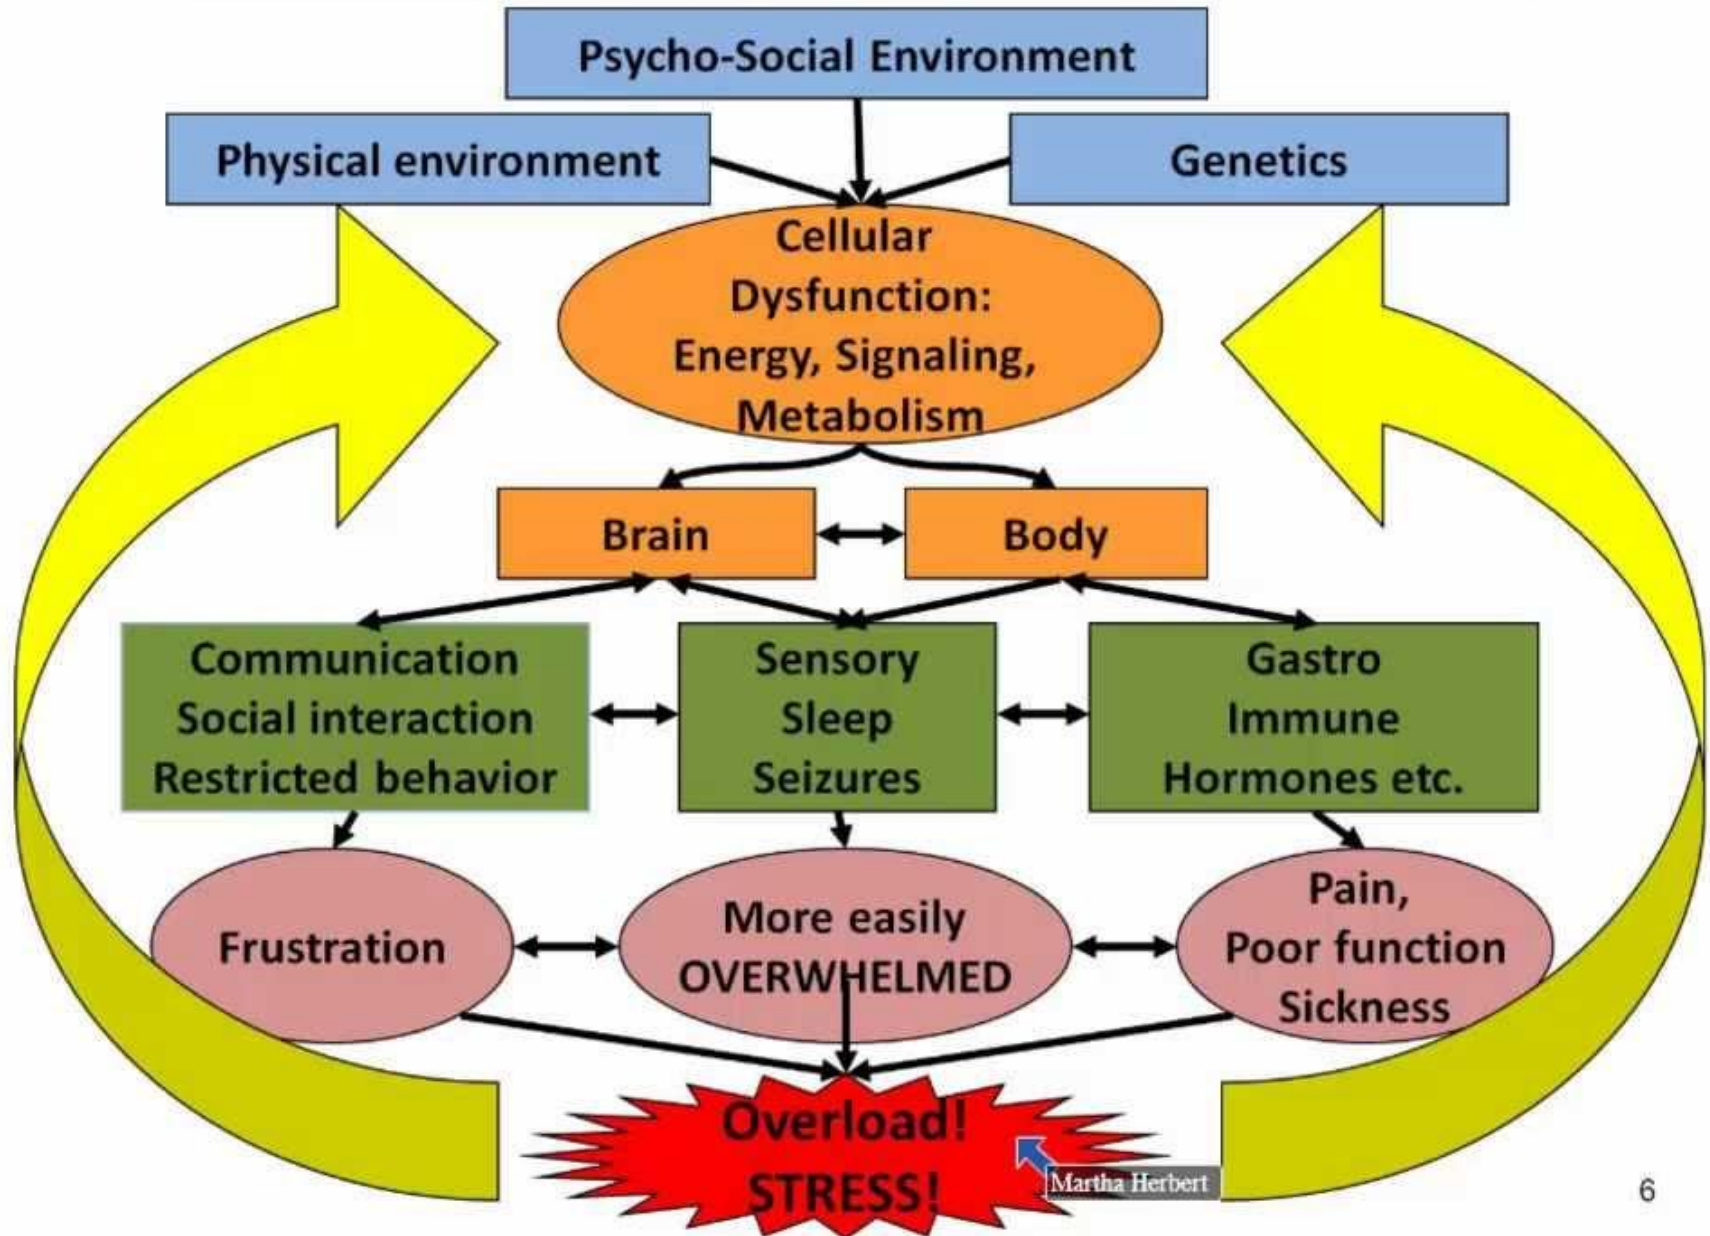 Psycho-Social Environment
Physical environment
Genetics
Cellular
Dysfunction:
Energy, Signaling,
Metabolism
Brain
Body
Communication
Social interaction
Restricted behavior
Sensory
Sleep
Seizures
Gastro
Immune
Hormones etc.
Frustration
More easily
OVERWHELMED
Pain,
Poor function
Sickness
Overload!
STRESS!
Martha Herbert
6